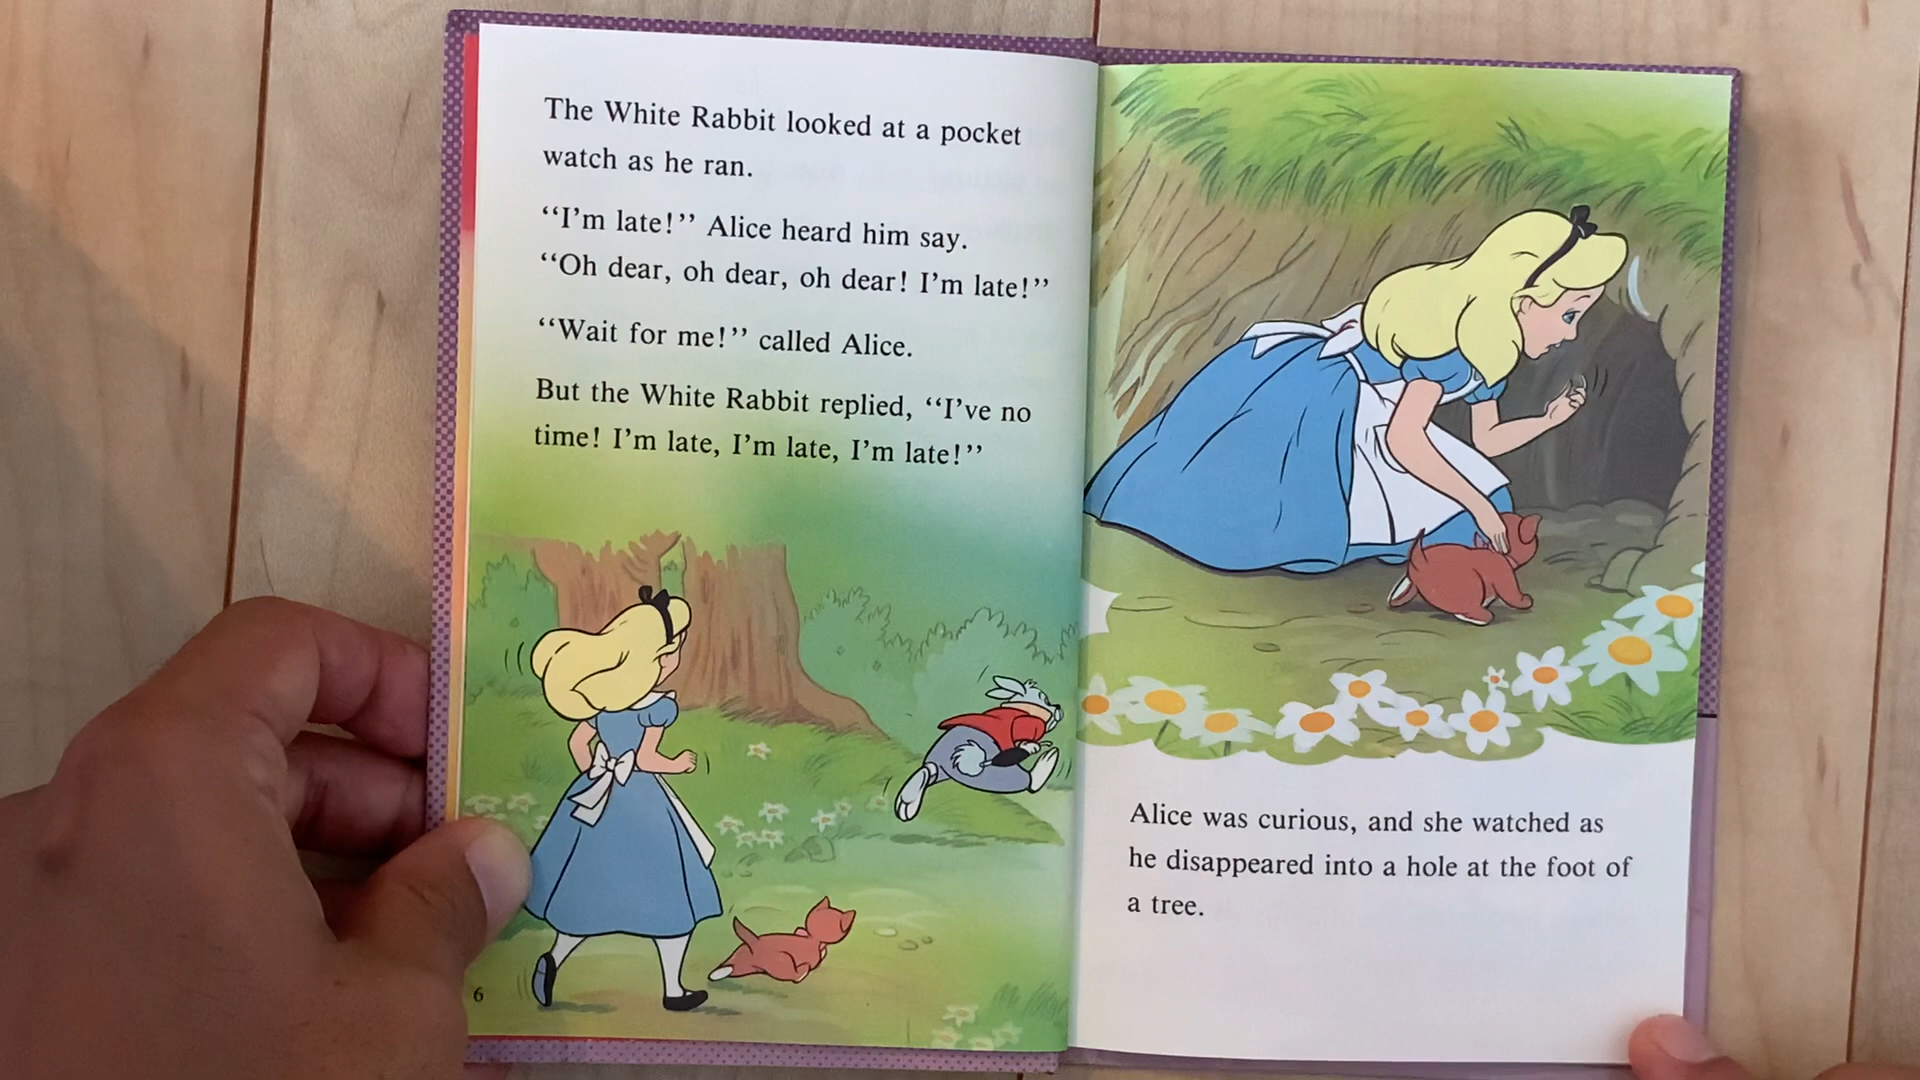 The White Rabbit looked at a pocket
watch as he ran.
“I’m late!” Alice heard him say.
“Oh dear, oh dear, oh dear! I’m late!”
“Wait for me!” called Alice.
But the White Rabbit replied, “I’ve no
time! I’m late, I’m late, I’m late!”
6
Alice was curious, and she watched as
he disappeared into a hole at the foot of
a tree.